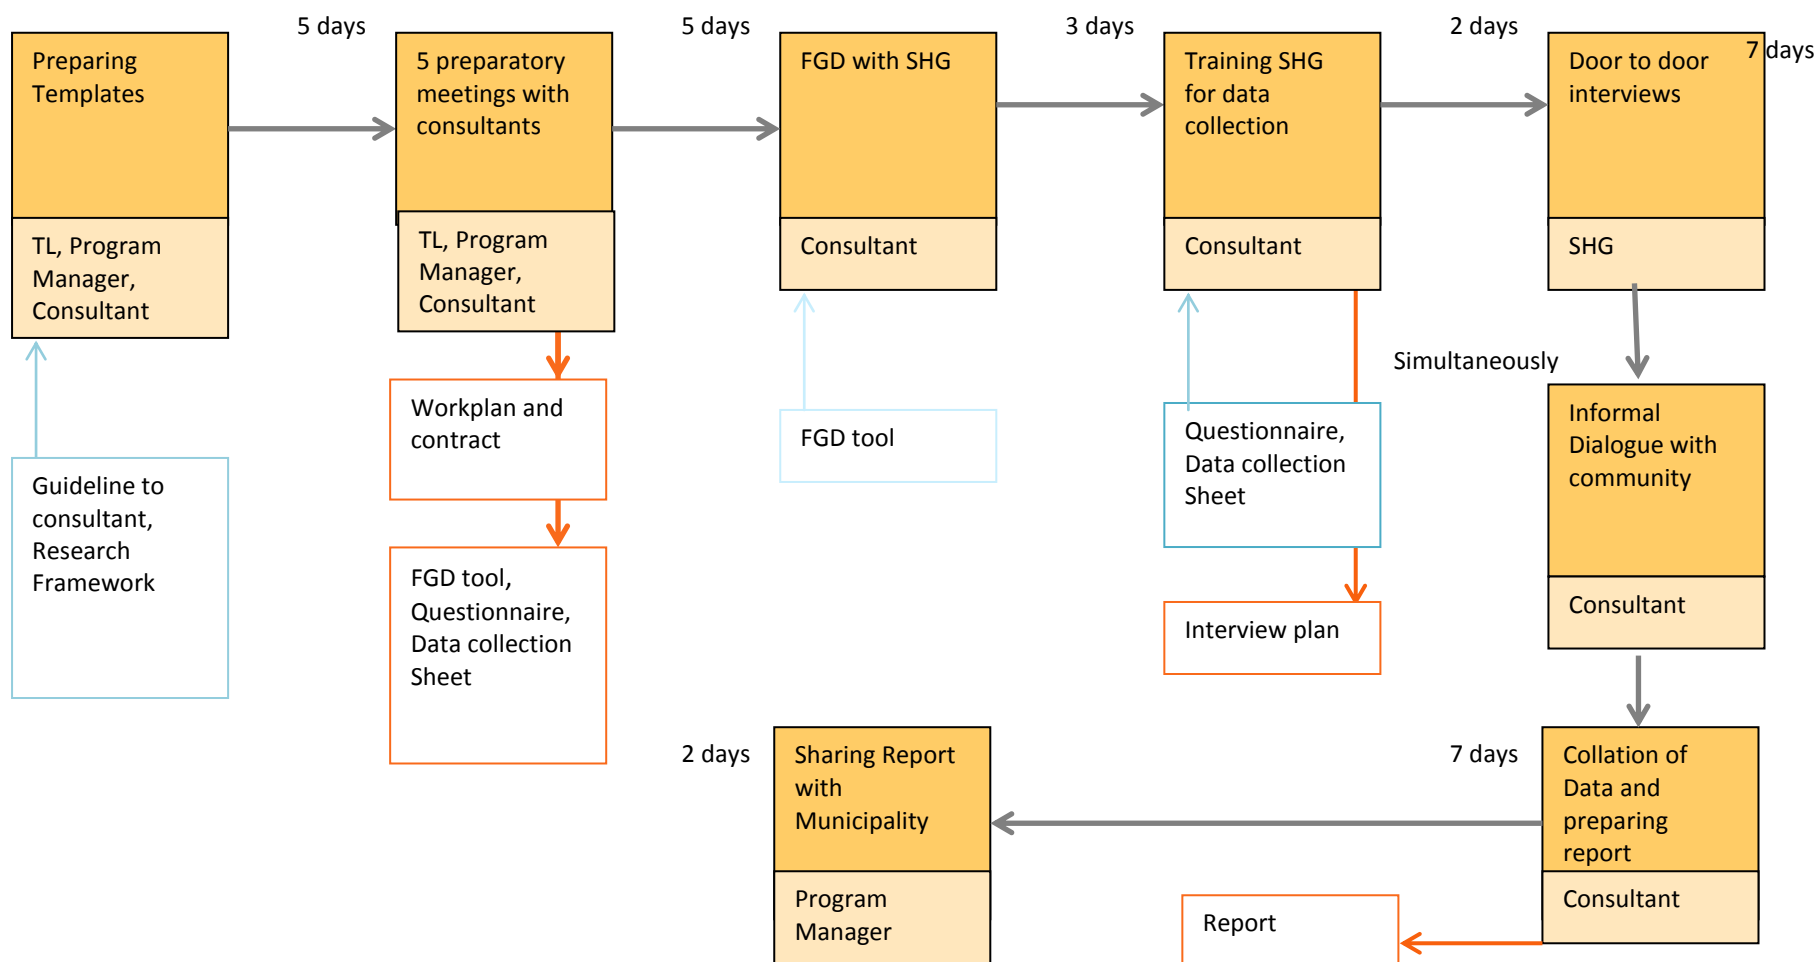 5 days
5 days
3 days
2 days
7 days
Preparing
Templates
TL, Program
Manager,
Consultant
Guideline to
consultant,
Research
Framework
5 preparatory
meetings with
consultants
TL, Program
Manager,
Consultant
Workplan and
contract
FGD tool,
Questionnaire,
Data collection
Sheet
FGD with SHG
Consultant
FGD tool
Training SHG
for data
collection
Consultant
Questionnaire,
Data collection
Sheet
Interview plan
Door to door
interviews
SHG
Simultaneously
Informal
Dialogue with
community
Consultant
7 days
Collation of
Data and
preparing
report
Consultant
Report
2 days
Sharing Report
with
Municipality
Program
Manager